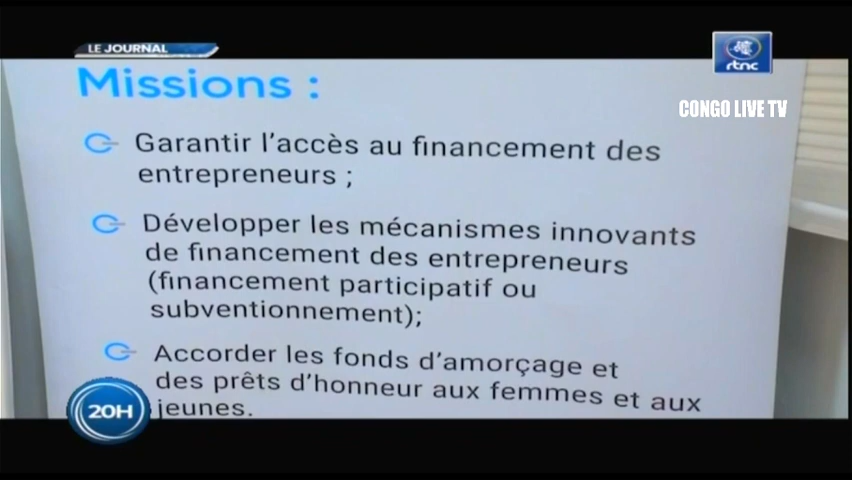 LE JOURNAL
rtnc
CONGO LIVE TV
Missions :
Garantir l'accès au financement des
entrepreneurs ;
Développer les mécanismes innovants
de financement des entrepreneurs
(financement participatif ou
subventionnement);
Accorder les fonds d'amorçage et
des prêts d'honneur aux femmes et aux
jeunes.
20H